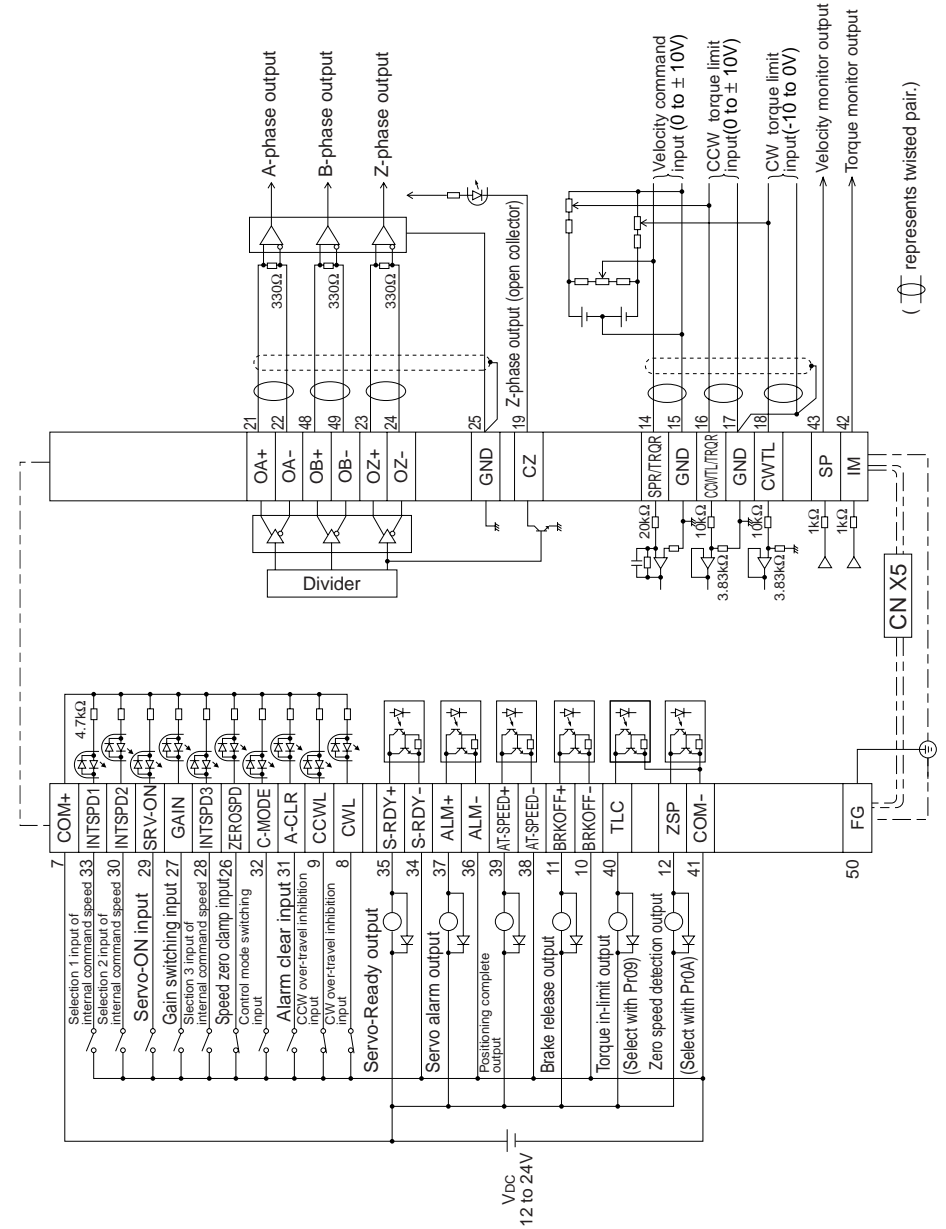 COM+
7
INTSPD1
33
INTSPD2
30
SRV-ON
29
GAIN
27
INTSPD3
28
ZEROSPD
26
C-MODE
32
A-CLR
31
CCWL
9
CWL
8
S-RDY+
35
S-RDY−
34
ALM+
37
ALM−
36
AT-SPEED+
39
AT-SPEED−
38
BRKOFF+
11
BRKOFF−
10
TLC
40
ZSP
12
COM−
41
FG
50
4.7kΩ
Selection 1 input of
internal command speed
Selection 2 input of
internal command speed
Servo-ON input
Gain switching input
Slection 3 input of
internal command speed
Speed zero clamp input
Control mode switching
input
Alarm clear input
CCW over-travel inhibition
input
CW over-travel inhibition
input
Servo-Ready output
Servo alarm output
Positioning complete
output
Brake release output
Torque in-limit output
(Select with Pr09)
Zero speed detection output
(Select with Pr0A)
VDC
12 to 24V
CN X5
Divider
OA+
21
OA−
22
OB+
48
OB−
49
OZ+
23
OZ−
24
GND
25
CZ
19
SPR/TRQR
14
GND
15
CCWTL/TRQR
16
GND
17
CWTL
18
SP
43
IM
42
20kΩ
10kΩ
3.83kΩ
10kΩ
3.83kΩ
1kΩ
1kΩ
330Ω
330Ω
330Ω
A-phase output
B-phase output
Z-phase output
Z-phase output (open collector)
Velocity command
input (0 to ± 10V)
CCW torque limit
input(0 to ± 10V)
CW torque limit
input(-10 to 0V)
Velocity monitor output
Torque monitor output
( represents twisted pair.)